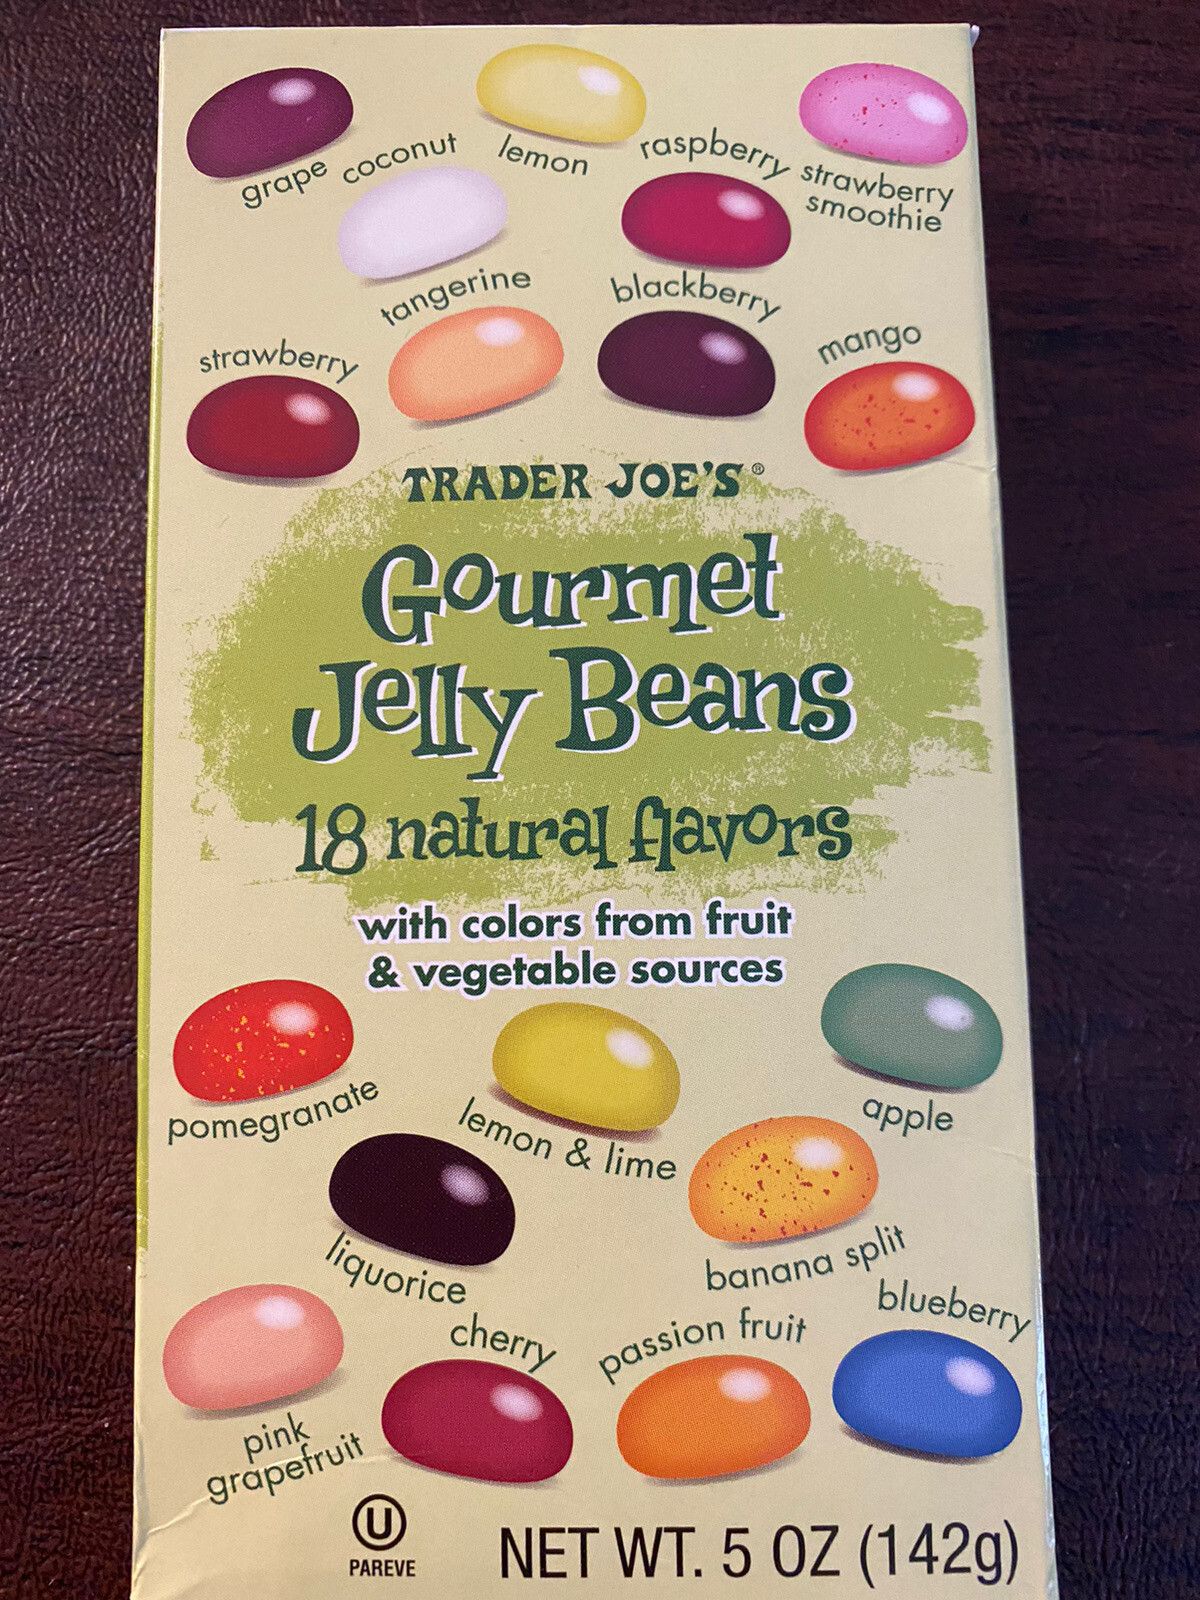 grape
coconut
lemon
raspberry
strawberry
smoothie
tangerine
blackberry
strawberry
mango
TRADER JOE'S®
Gourmet
Jelly Beans
18 natural flavors
with colors from fruit
& vegetable sources
pomegranate
lemon & lime
apple
liquorice
banana split
blueberry
cherry
passion fruit
pink
grapefruit
U
PAREVE
NET WT. 5 OZ (142g)